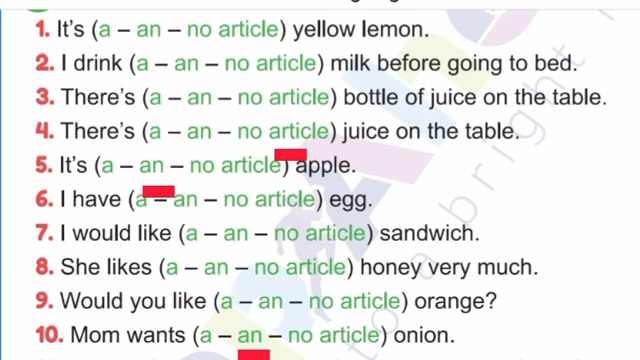 1. It's (a – an – no article) yellow lemon.
2. I drink (a – an – no article) milk before going to bed.
3. There's (a – an – no article) bottle of juice on the table.
4. There's (a – an – no article) juice on the table.
5. It's (a – an – no article) apple.
6. I have (a – an – no article) egg.
7. I would like (a – an – no article) sandwich.
8. She likes (a – an – no article) honey very much.
9. Would you like (a – an – no article) orange?
10. Mom wants (a – an – no article) onion.